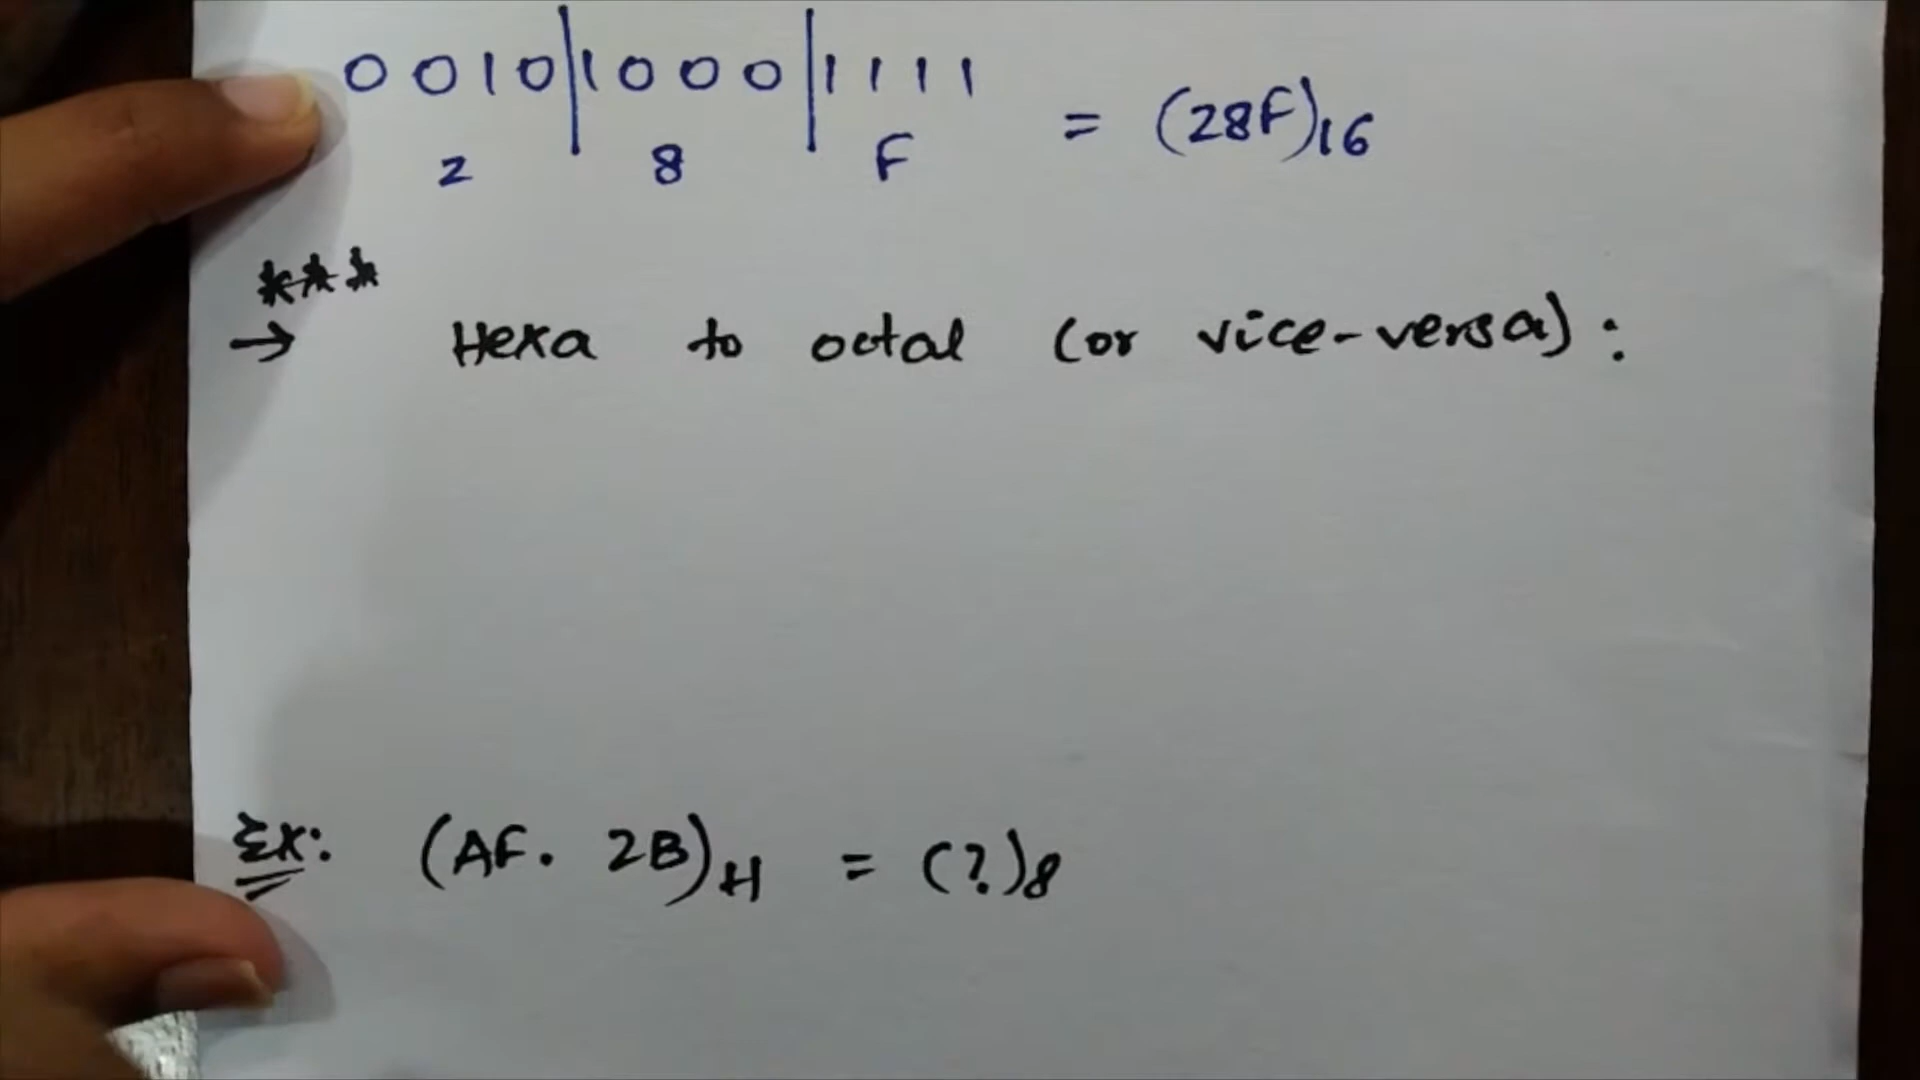 0010|1000|1111 = (28F)16
2 8 F
***
→ Hexa to octal (or vice-versa):
Ex: (AF. 2B)H = (?)8